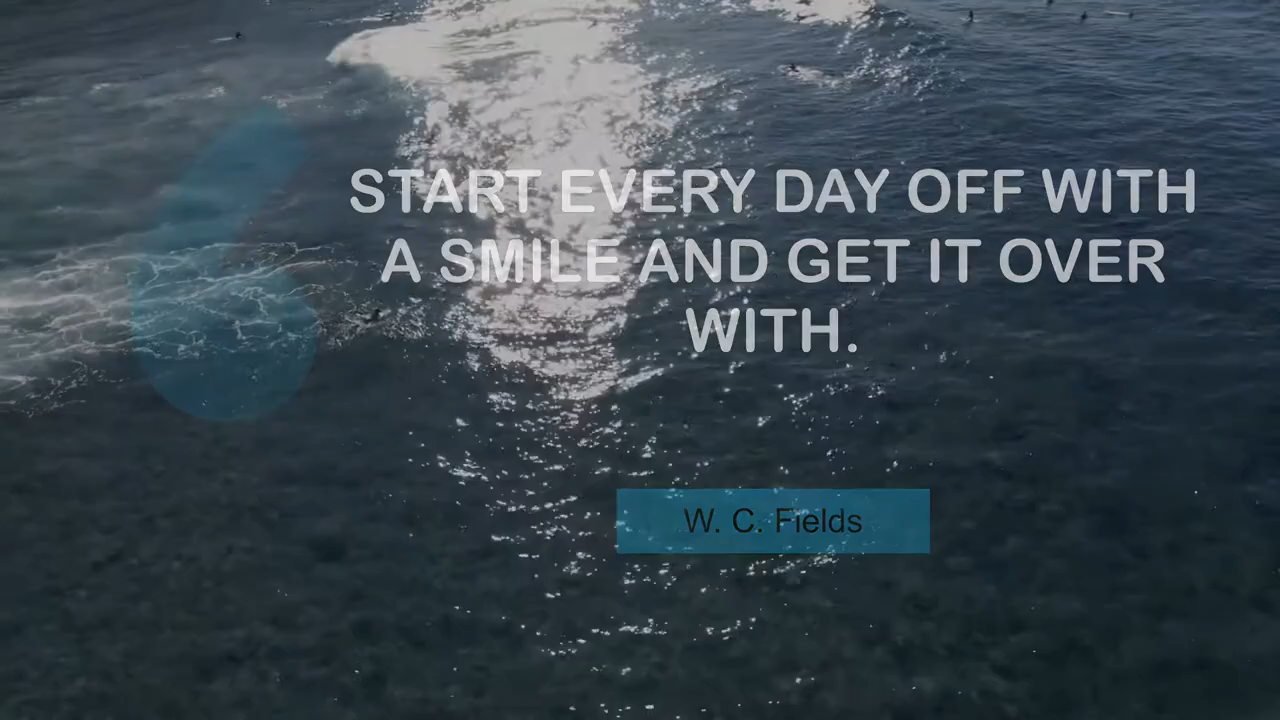 START EVERY DAY OFF WITH
A SMILE AND GET IT OVER
WITH.
W. C. Fields